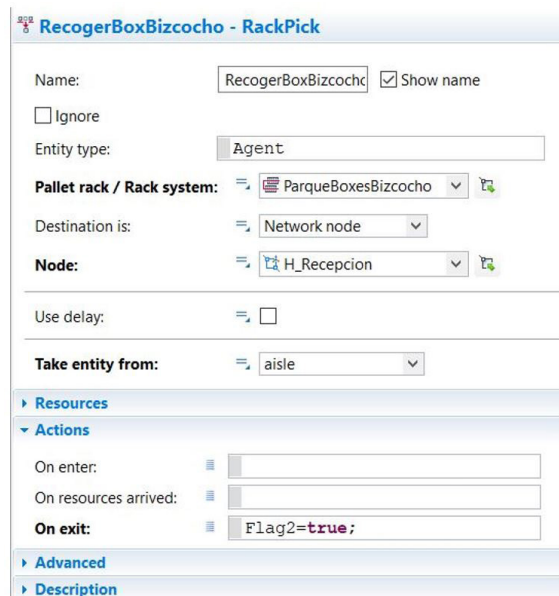 RecogerBoxBizcocho - RackPick
Name: RecogerBoxBizcochc Show name
Ignore
Entity type: Agent
Pallet rack / Rack system: ParqueBoxesBizcocho
Destination is: Network node
Node: H_Recepcion
Use delay:
Take entity from: aisle
Resources
Actions
On enter:
On resources arrived:
On exit: Flag2=true;
Advanced
Description